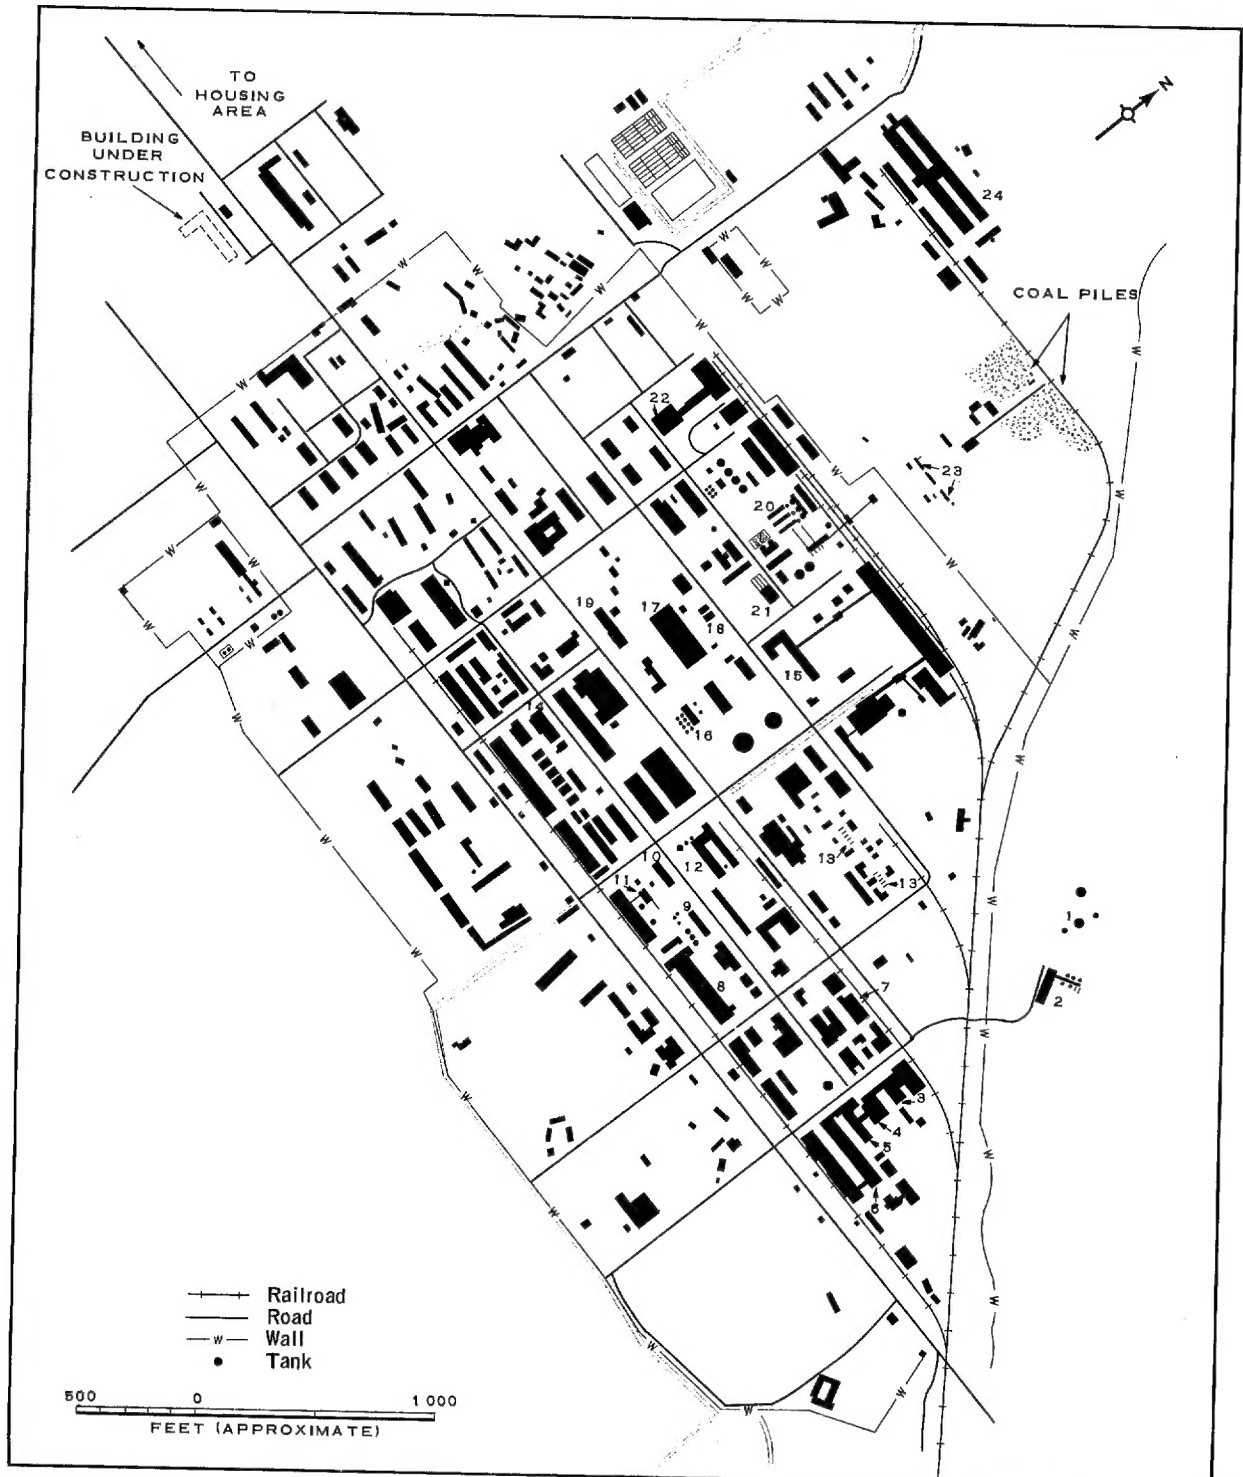 TO
HOUSING
AREA
N
BUILDING
UNDER
CONSTRUCTION
24
COAL PILES
W
W
W
W
W
W
W
W
W
W
22
W
23
W
20
W
W
W
W
W
19
17
18
21
W
15
14
16
W
W
W
13
10
12
13
11
9
W
1
W
8
7
2
W
3
4
W
5
W
6
W
Railroad
W
Road
W
Wall
W
Tank
500 0 1 000
W
W
FEET (APPROXIMATE)